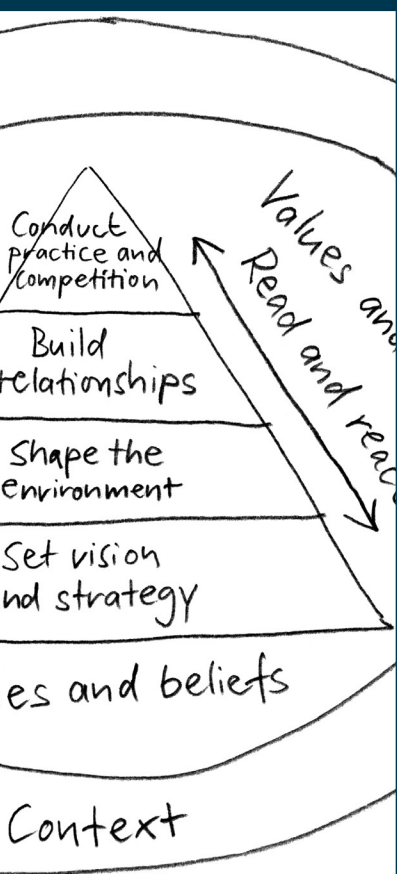 Conduct
practice and
Competition
Build
relationships
Shape the
environment
Set vision
nd strategy
es and beliefs
Context
Values and
Read and reac